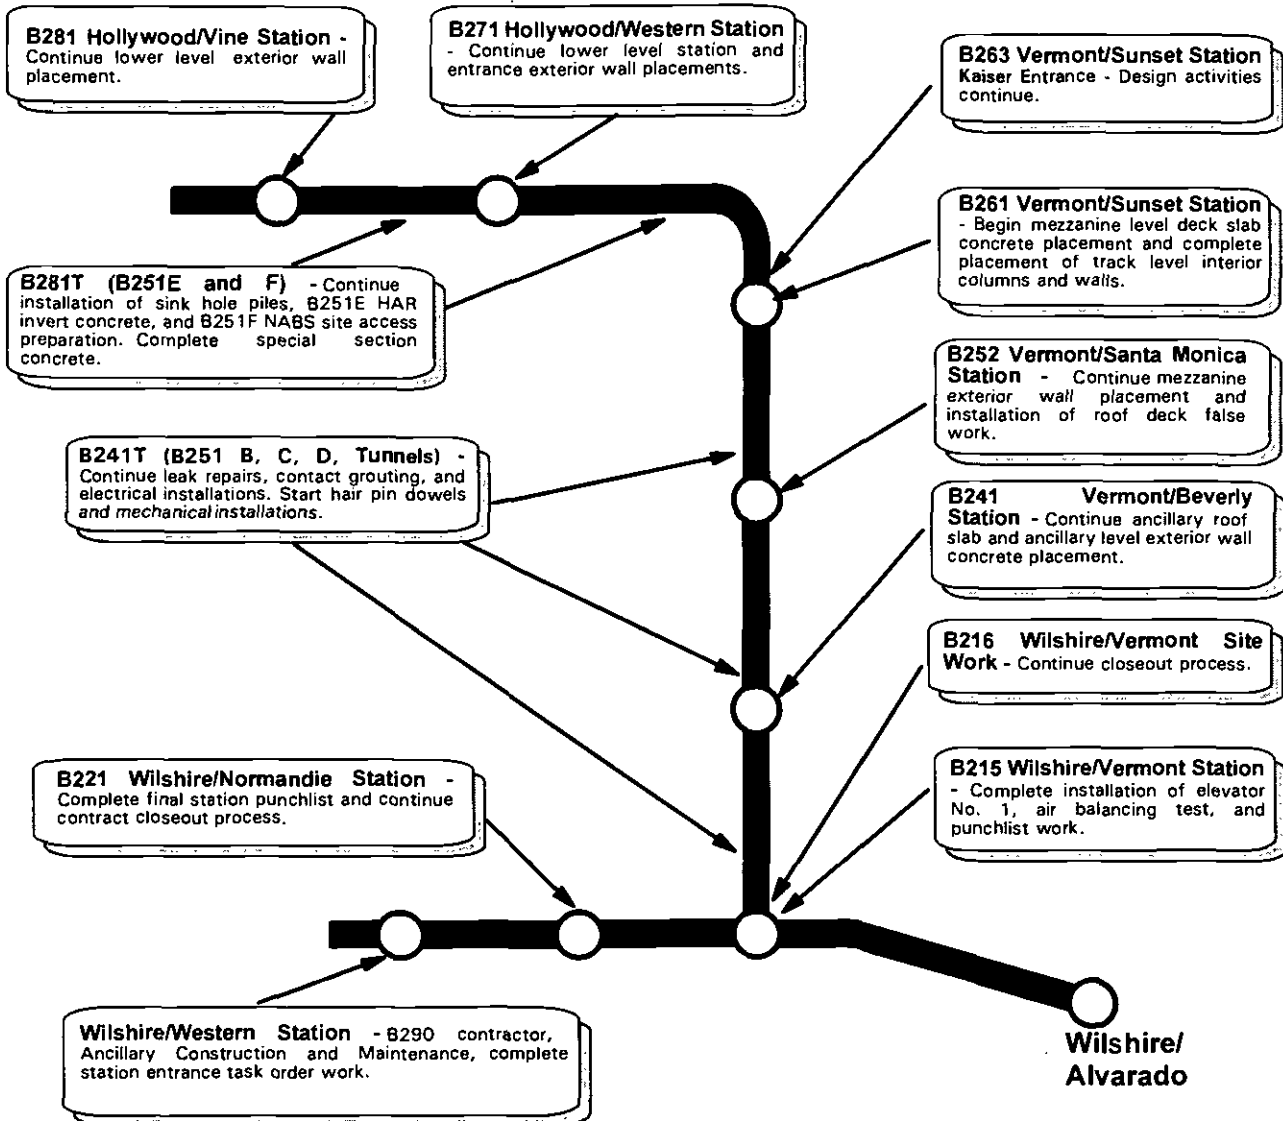 B281 Hollywood/Vine Station -
Continue lower level exterior wall
placement.
B271 Hollywood/Western Station
- Continue lower level station and
entrance exterior wall placements.
B263 Vermont/Sunset Station
Kaiser Entrance - Design activities
continue.
B261 Vermont/Sunset Station
- Begin mezzanine level deck slab
concrete placement and complete
placement of track level interior
columns and walls.
B281T (B251E and F) - Continue
installation of sink hole piles, B251E HAR
invert concrete, and B251F NABS site access
preparation. Complete special section
concrete.
B252 Vermont/Santa Monica
Station - Continue mezzanine
exterior wall placement and
installation of roof deck false
work.
B241T (B251 B, C, D, Tunnels) -
Continue leak repairs, contact grouting, and
electrical installations. Start hair pin dowels
and mechanical installations.
B241 Vermont/Beverly
Station - Continue ancillary roof
slab and ancillary level exterior wall
concrete placement.
B216 Wilshire/Vermont Site
Work - Continue closeout process.
B221 Wilshire/Normandie Station -
Complete final station punchlist and continue
contract closeout process.
B215 Wilshire/Vermont Station
- Complete installation of elevator
No. 1, air balancing test, and
punchlist work.
Wilshire/Western Station - B290 contractor,
Ancillary Construction and Maintenance, complete
station entrance task order work.
Wilshire/
Alvarado